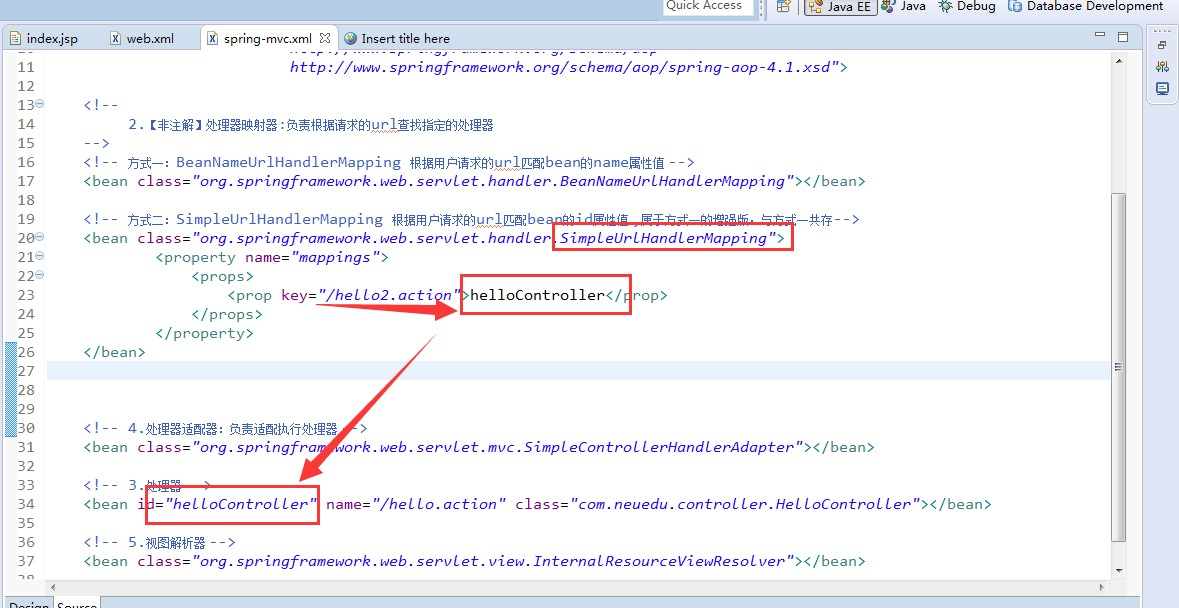 Quick Access
Java EE
Java
Debug
Database Development
index.jsp
web.xml
spring-mvc.xml
Insert title here
11 http://www.springframework.org/schema/aop/spring-aop-4.1.xsd">
12
13 <!--
14 2.【非注解】处理器映射器:负责根据请求的url查找指定的处理器
15 -->
16 <!-- 方式一: BeanNameUrlHandlerMapping 根据用户请求的url匹配bean的name属性值 -->
17 <bean class="org.springframework.web.servlet.handler.BeanNameUrlHandlerMapping"></bean>
18
19 <!-- 方式二: SimpleUrlHandlerMapping 根据用户请求的url匹配bean的id属性值,属于方式一的增强版, 与方式一共存-->
20 <bean class="org.springframework.web.servlet.handler.SimpleUrlHandlerMapping">
21 <property name="mappings">
22 <props>
23 <prop key="/hello2.action">helloController</prop>
24 </props>
25 </property>
26 </bean>
27
28
29
30 <!-- 4.处理器适配器: 负责适配执行处理器 -->
31 <bean class="org.springframework.web.servlet.mvc.SimpleControllerHandlerAdapter"></bean>
32
33 <!-- 3.处理器 -->
34 <bean id="helloController" name="/hello.action" class="com.neuedu.controller.HelloController"></bean>
35
36 <!-- 5.视图解析器 -->
37 <bean class="org.springframework.web.servlet.view.InternalResourceViewResolver"></bean>
Design
Source